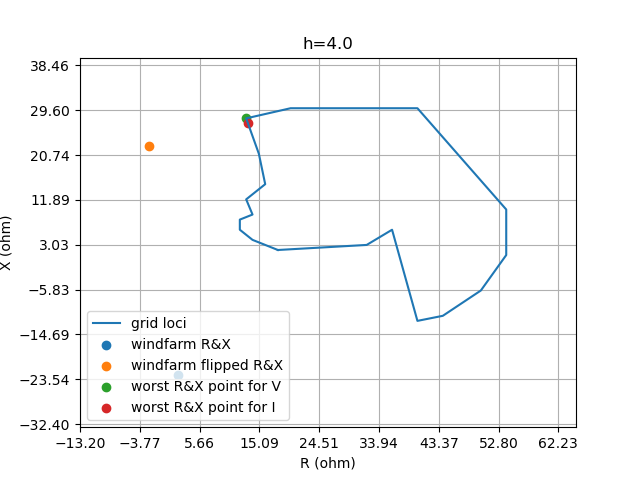 h=4.0
38.46
29.60
20.74
11.89
3.03
−5.83
−14.69
−23.54
−32.40
X (ohm)
grid loci
windfarm R&X
windfarm flipped R&X
worst R&X point for V
worst R&X point for I
−13.20 −3.77 5.66 15.09 24.51 33.94 43.37 52.80 62.23
R (ohm)